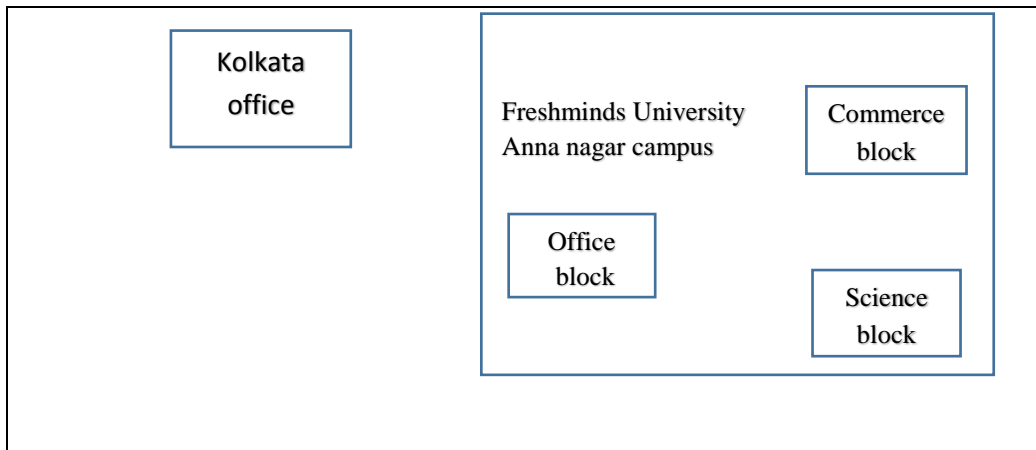 Kolkata
office
Freshminds University
Anna nagar campus
Commerce
block
Office
block
Science
block